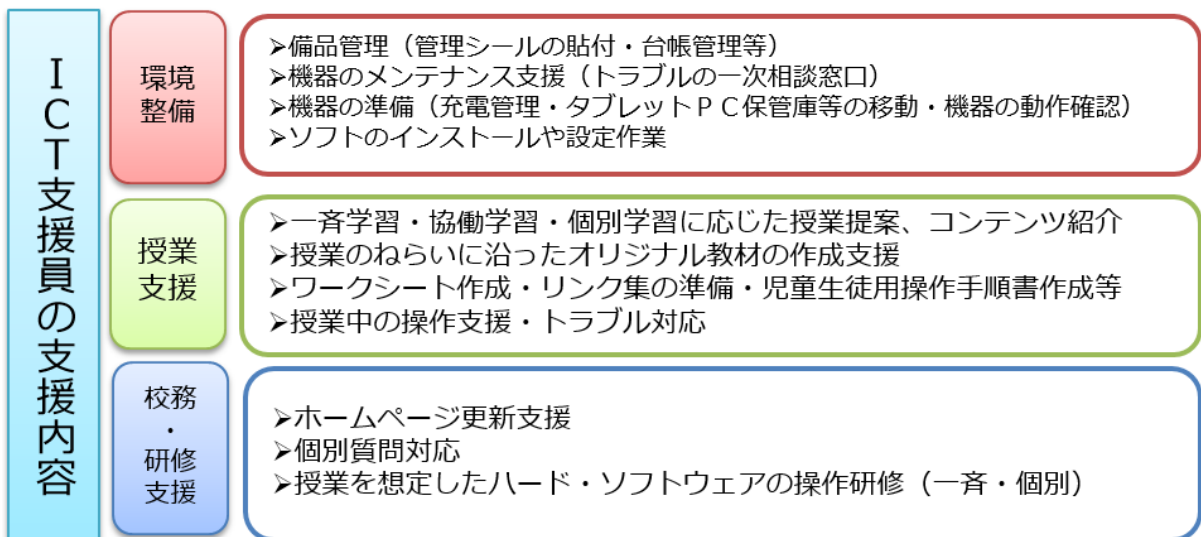 ICT支援員の支援内容
環境
整備
➢備品管理（管理シールの貼付・台帳管理等）
➢機器のメンテナンス支援（トラブルの一次相談窓口）
➢機器の準備（充電管理・タブレットＰＣ保管庫等の移動・機器の動作確認）
➢ソフトのインストールや設定作業
授業
支援
➢一斉学習・協働学習・個別学習に応じた授業提案、コンテンツ紹介
➢授業のねらいに沿ったオリジナル教材の作成支援
➢ワークシート作成・リンク集の準備・児童生徒用操作手順書作成等
➢授業中の操作支援・トラブル対応
校務
・
研修
支援
➢ホームページ更新支援
➢個別質問対応
➢授業を想定したハード・ソフトウェアの操作研修（一斉・個別）